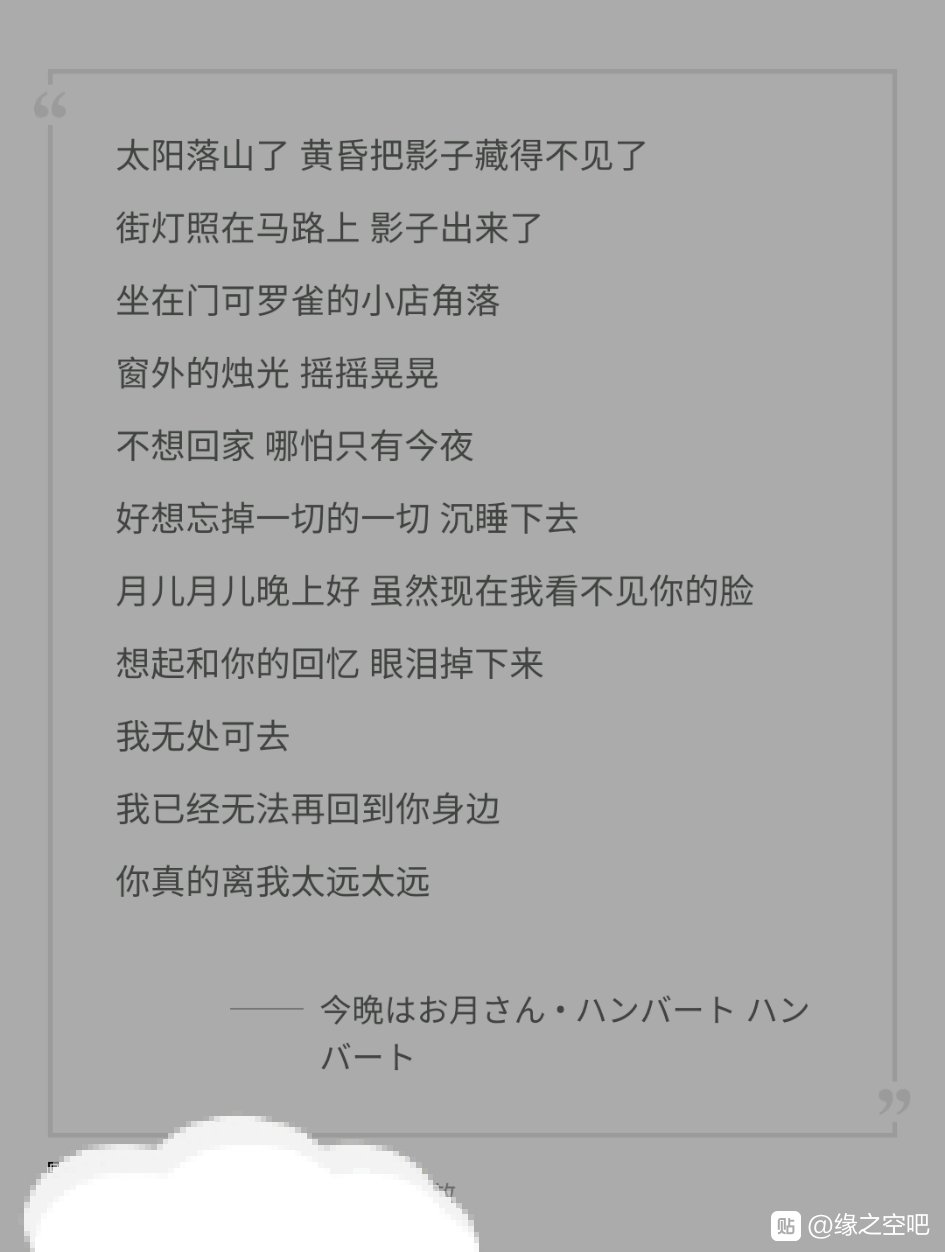 “
太阳落山了 黄昏把影子藏得不见了
街灯照在马路上 影子出来了
坐在门可罗雀的小店角落
窗外的烛光 摇摇晃晃
不想回家 哪怕只有今夜
好想忘掉一切的一切 沉睡下去
月儿月儿晚上好 虽然现在我看不见你的脸
想起和你的回忆 眼泪掉下来
我无处可去
我已经无法再回到你身边
你真的离我太远太远
—— 今晩はお月さん・ハンバート ハン
バート
”
贴 @缘之空吧